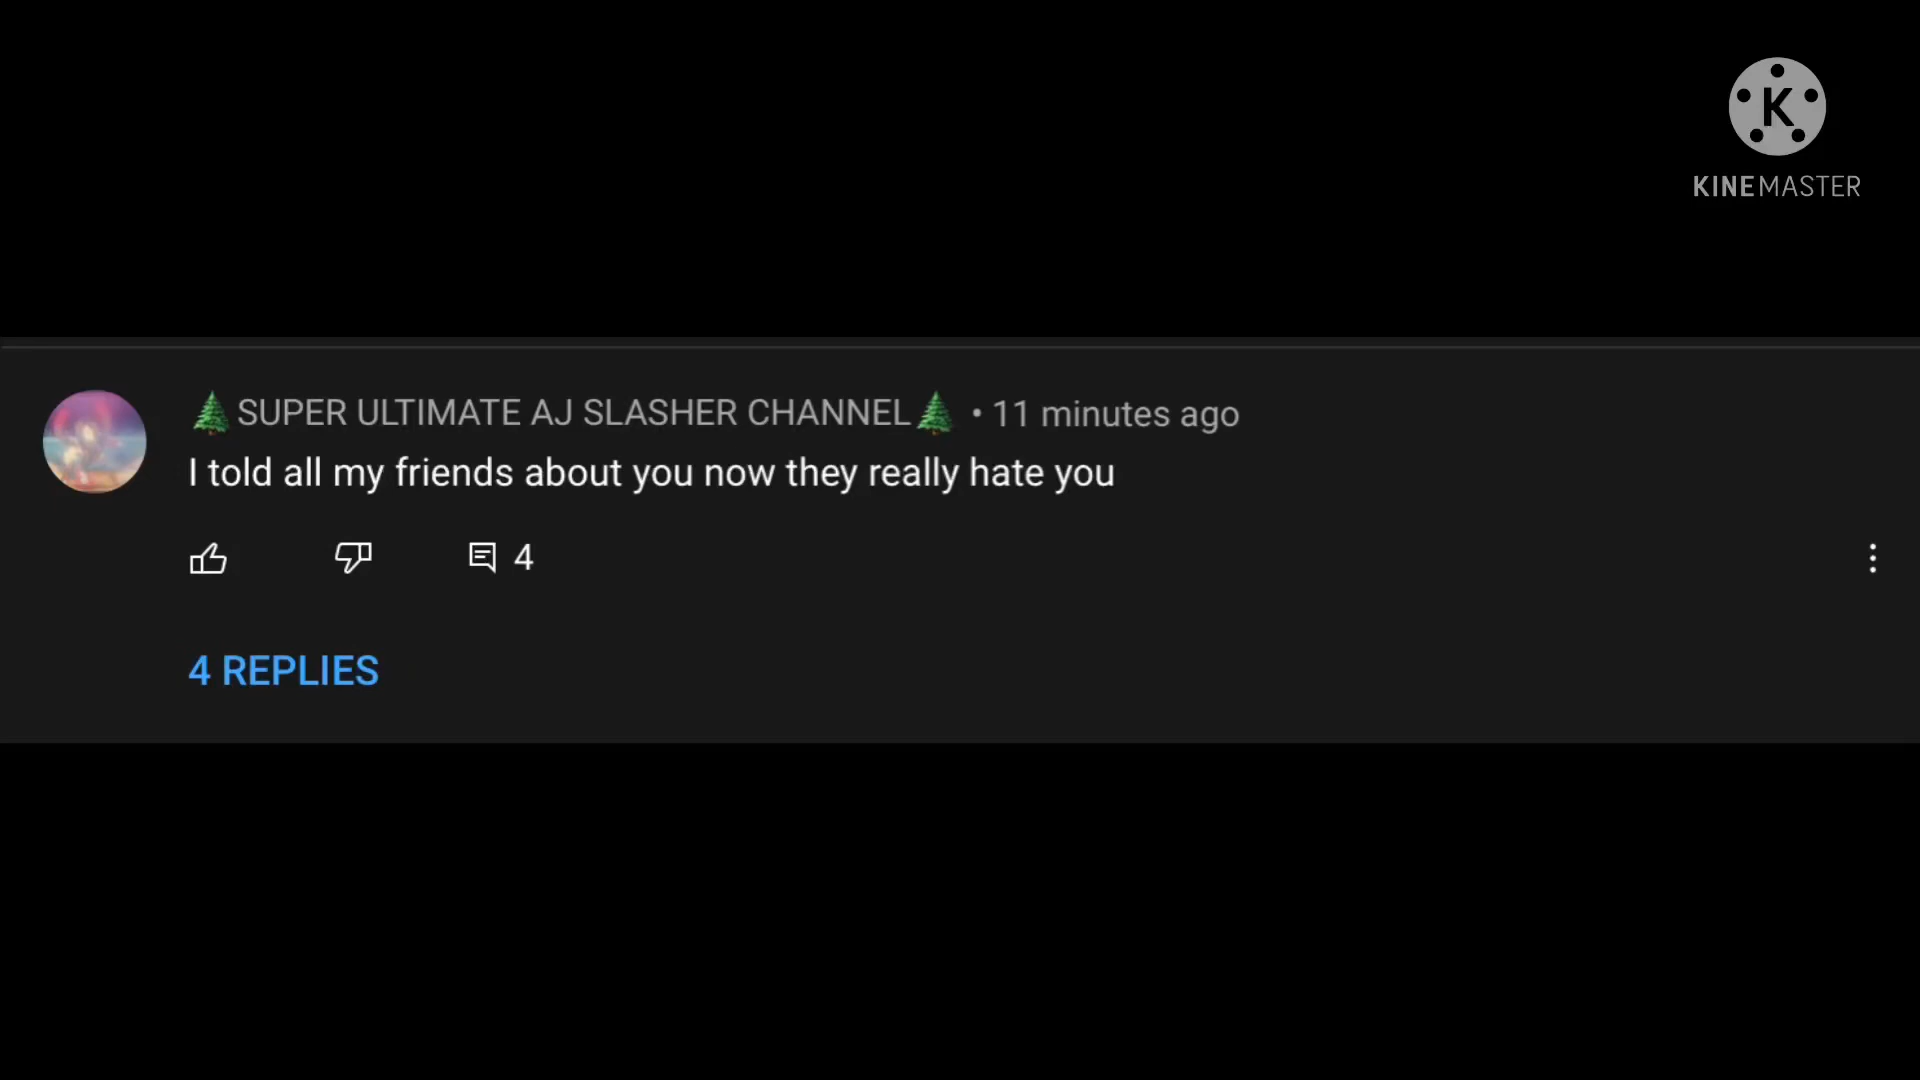 K
KINEMASTER
🌲SUPER ULTIMATE AJ SLASHER CHANNEL🌲 • 11 minutes ago
I told all my friends about you now they really hate you
4
4 REPLIES